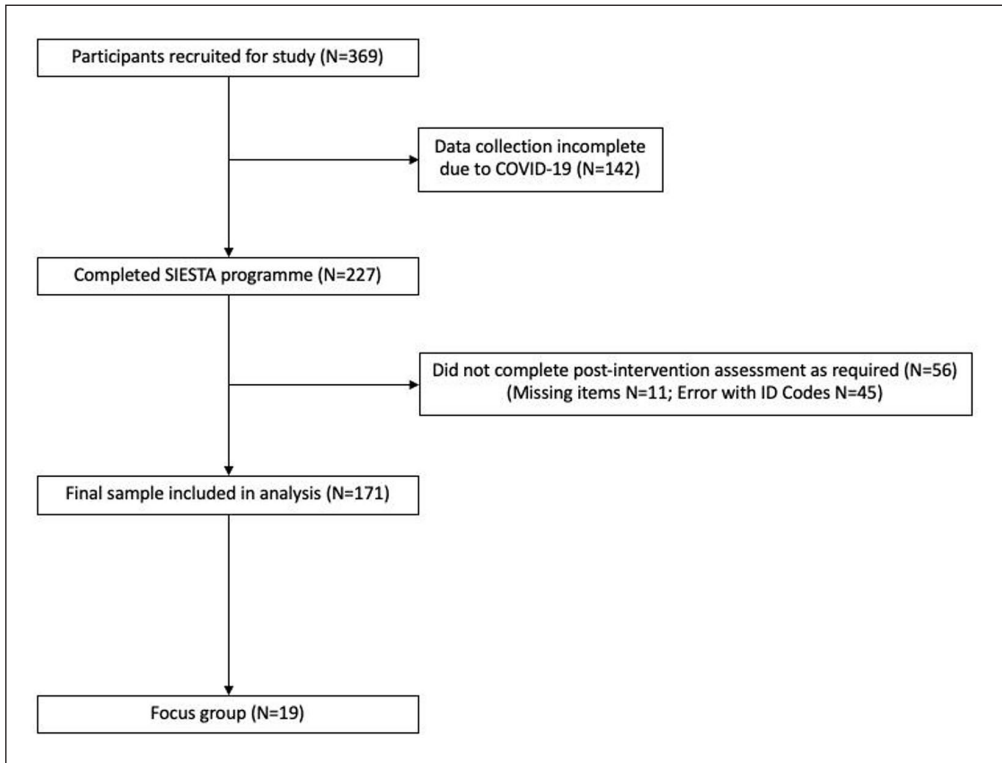 Participants recruited for study (N=369)
Data collection incomplete
due to COVID-19 (N=142)
Completed SIESTA programme (N=227)
Did not complete post-intervention assessment as required (N=56)
(Missing items N=11; Error with ID Codes N=45)
Final sample included in analysis (N=171)
Focus group (N=19)